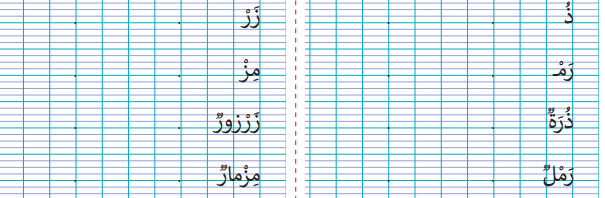 ذُ
رَمْـ
ذُرَةٌ
رَمْلٌ
زَرْ
مِزْ
زَرْزورٌ
مِزْمارٌ